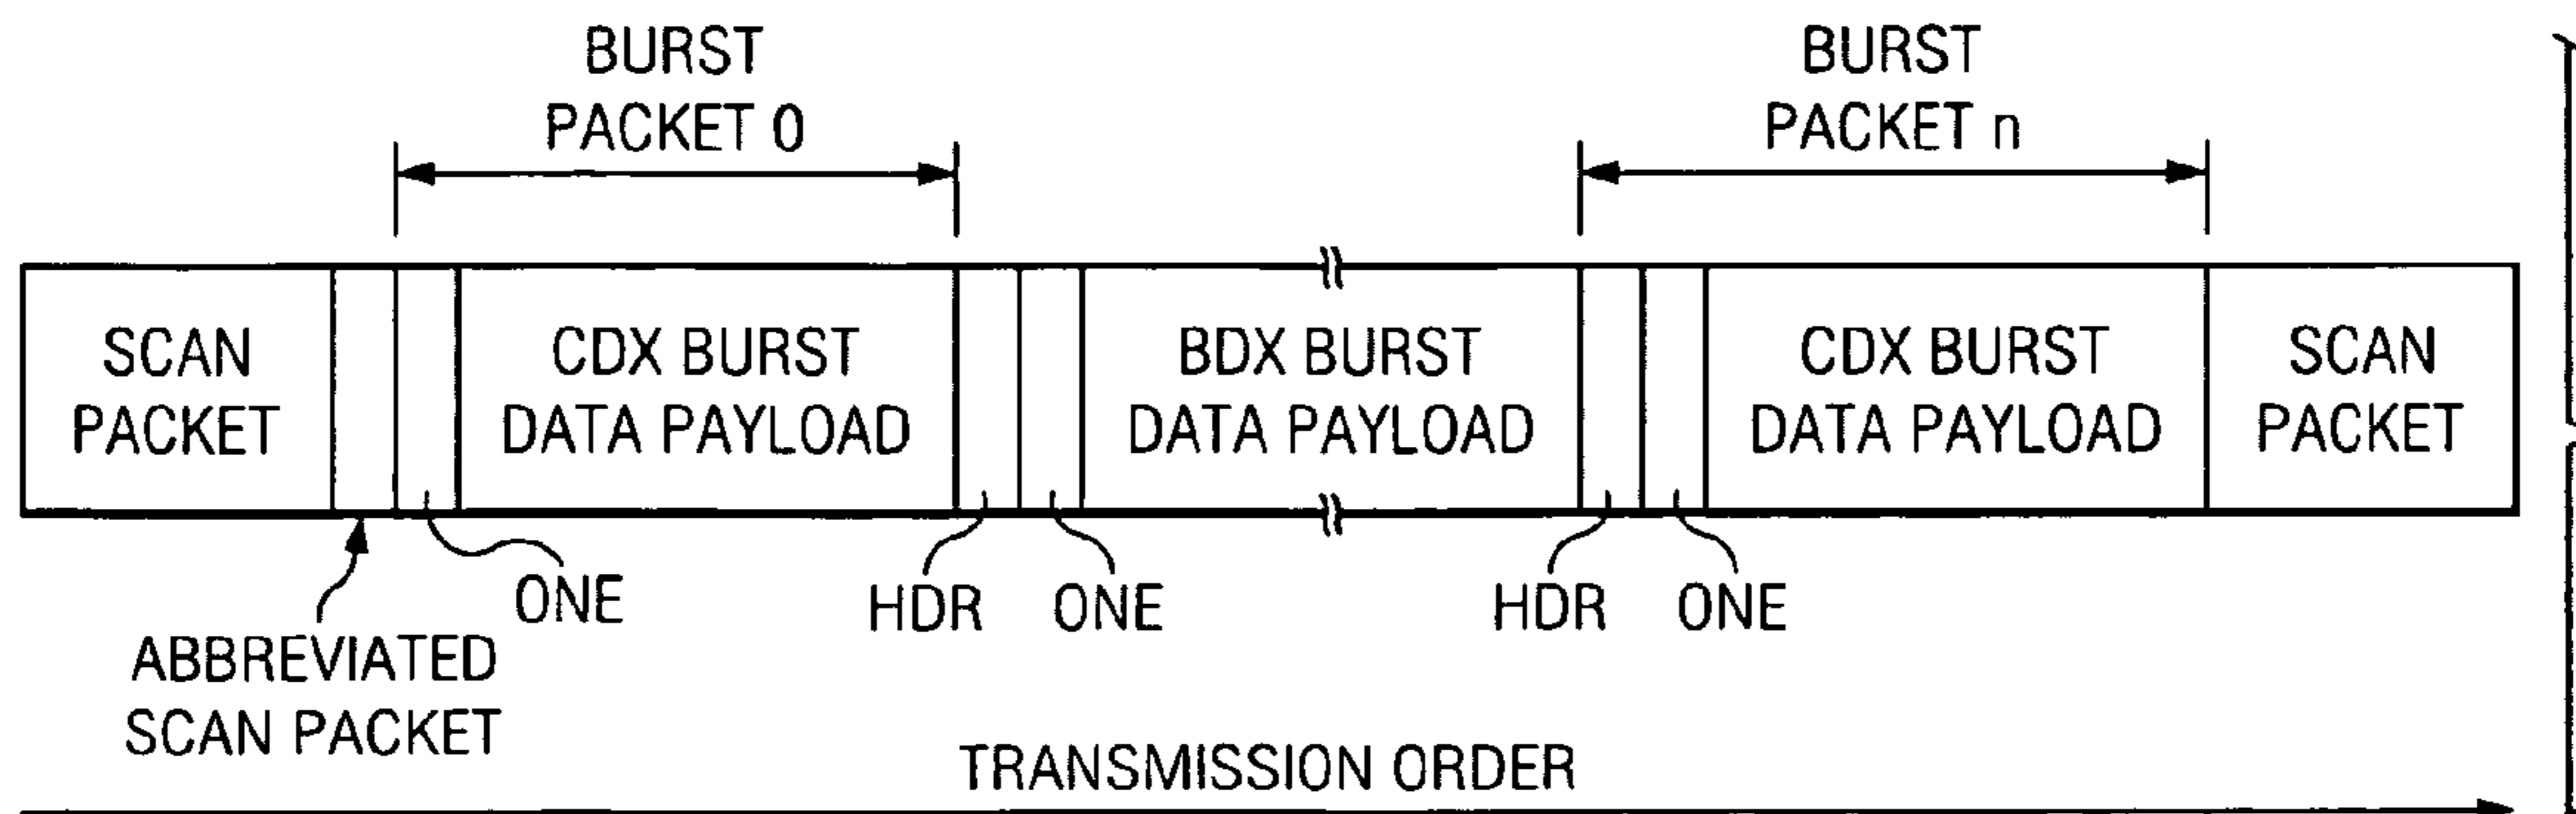 BURST
PACKET 0
BURST
PACKET n
SCAN
PACKET
CDX BURST
DATA PAYLOAD
BDX BURST
DATA PAYLOAD
CDX BURST
DATA PAYLOAD
SCAN
PACKET
ONE
HDR
ONE
HDR
ONE
ABBREVIATED
SCAN PACKET
TRANSMISSION ORDER